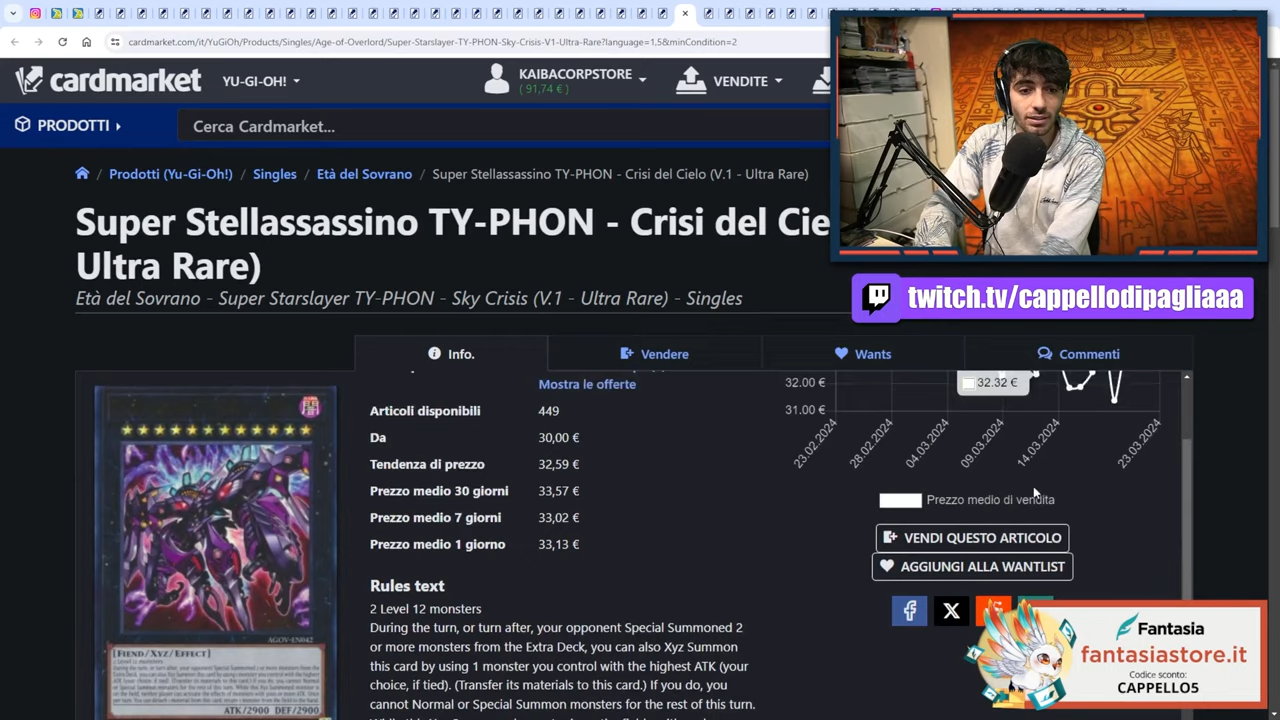 cardmarket.com/it/YuGiOh/Products/Singles/Age-of-Overlord/Super-Starslayer-TY-PHON-Sky-Crisis-V1-Ultra-Rare?language=1,5&minCondition=2
cardmarket
YU-GI-OH!
KAIBACORPSTORE
( 91,74 € )
VENDITE
PRODOTTI
Cerca Cardmarket...
/ Prodotti (Yu-Gi-Oh!) / Singles / Età del Sovrano / Super Stellassassino TY-PHON - Crisi del Cielo (V.1 - Ultra Rare)
Super Stellassassino TY-PHON - Crisi del Cie
Ultra Rare)
Età del Sovrano - Super Starslayer TY-PHON - Sky Crisis (V.1 - Ultra Rare) - Singles
twitch.tv/cappellodipagliaaa
Info.
Vendere
Wants
Commenti
Mostra le offerte
Articoli disponibili 449
Da 30,00 €
Tendenza di prezzo 32,59 €
Prezzo medio 30 giorni 33,57 €
Prezzo medio 7 giorni 33,02 €
Prezzo medio 1 giorno 33,13 €
Rules text
2 Level 12 monsters
During the turn, or turn after, your opponent Special Summoned 2
or more monsters from the Extra Deck, you can also Xyz Summon
this card by using 1 monster you control with the highest ATK (your
choice, if tied). (Transfer its materials to this card.) If you do, you
cannot Normal or Special Summon monsters for the rest of this turn.
32.00 €
32.32 €
31.00 €
23.02.2024
28.02.2024
04.03.2024
09.03.2024
14.03.2024
23.03.2024
Prezzo medio di vendita
VENDI QUESTO ARTICOLO
AGGIUNGI ALLA WANTLIST
AGOV-EN042
[FIEND/XYZ/EFFECT]
2 Level 12 monsters
ATK/2900 DEF/2900
Fantasia
fantasiastore.it
Codice sconto:
CAPPELLO5